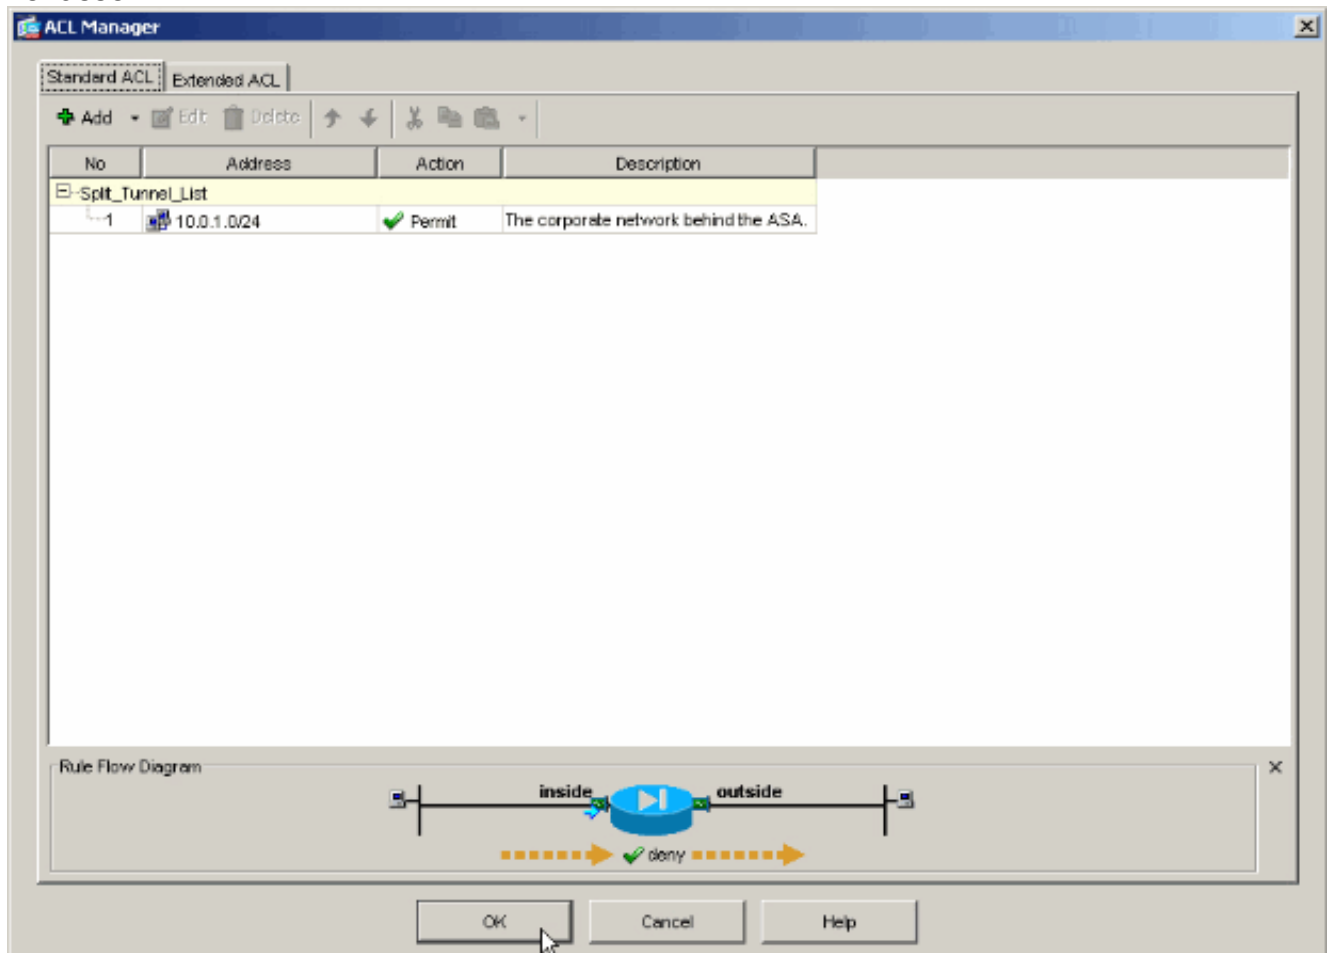 ACL Manager
Standard ACL Extended ACL
Add Edit Delete
No Address Action Description
Split_Tunnel_List
1 10.0.1.0/24 Permit The corporate network behind the ASA.
Rule Flow Diagram
inside outside
deny
OK Cancel Help